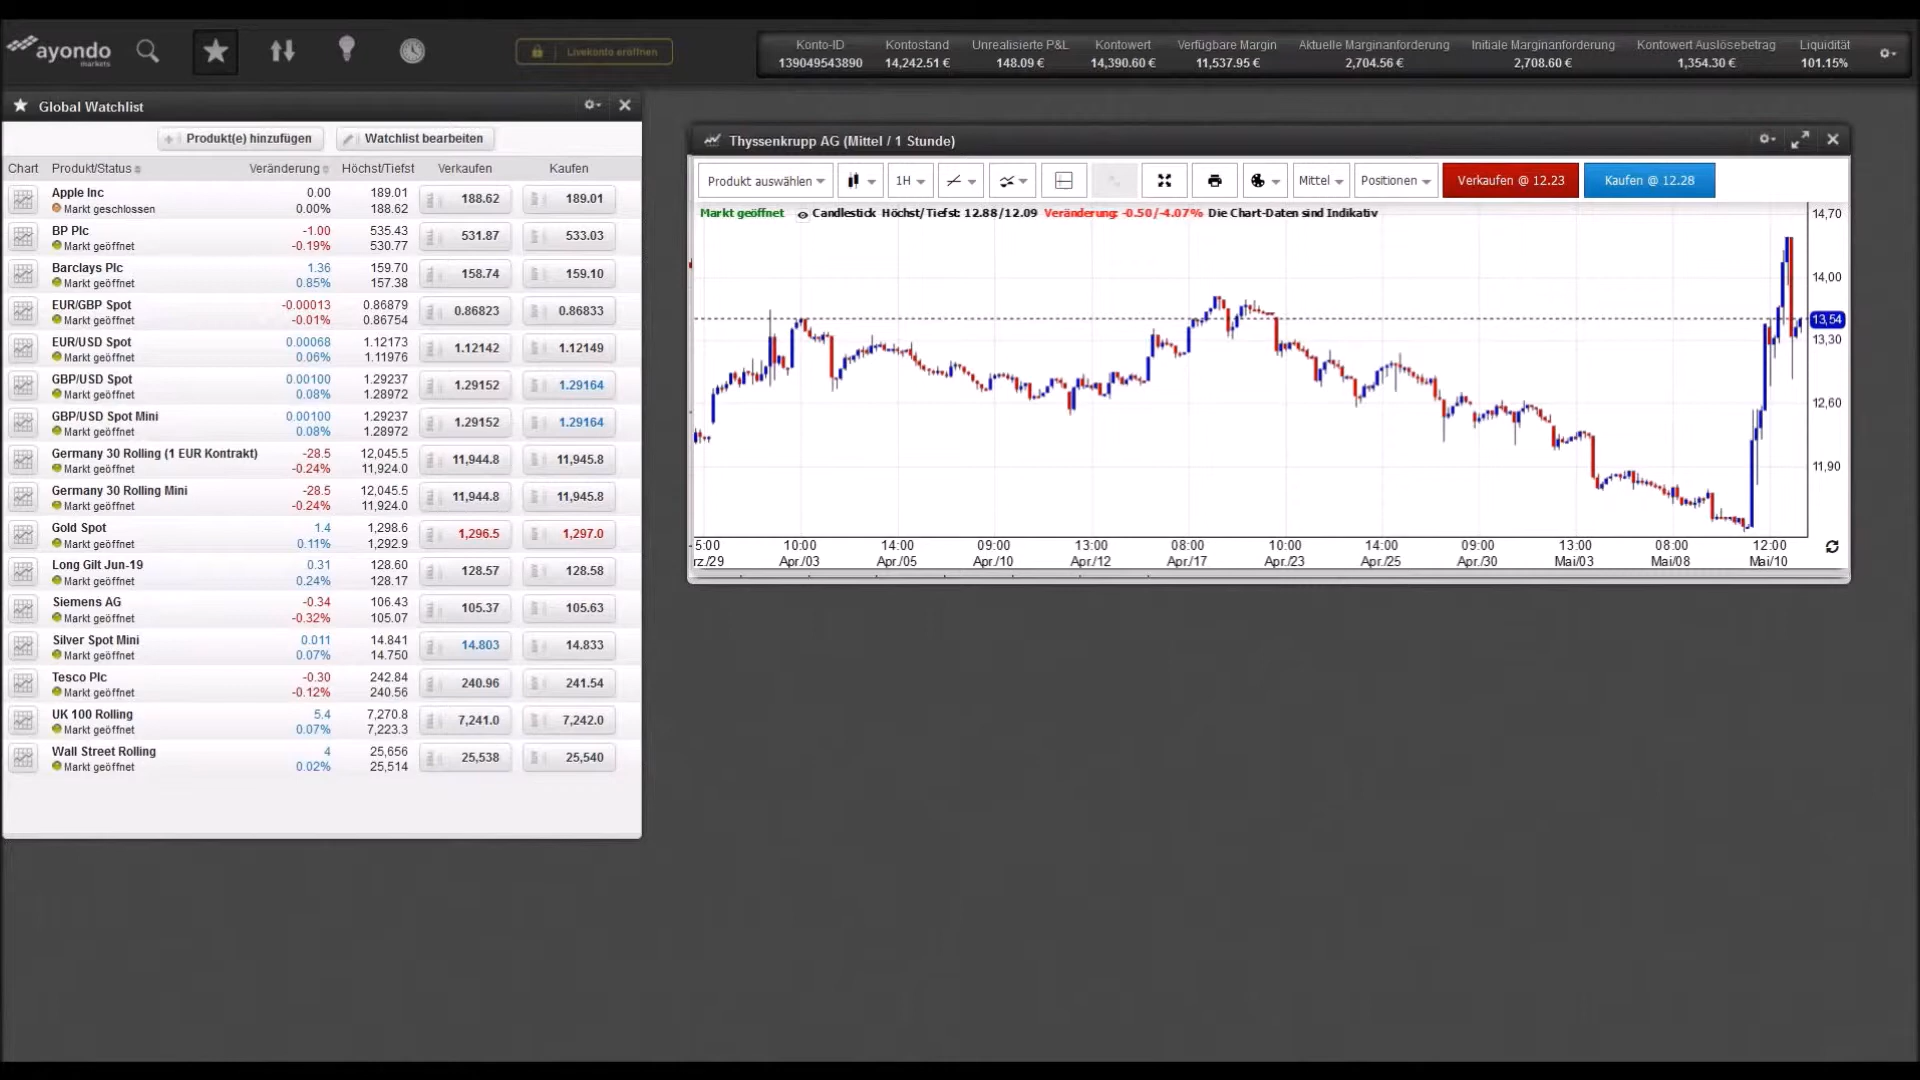 ayondo
markets
Livekonto eröffnen
Konto-ID Kontostand Unrealisierte P&L Kontowert Verfügbare Margin Aktuelle Marginanforderung Initiale Marginanforderung Kontowert Auslösebetrag Liquidität
139049543890 14,242.51 € 148.09 € 14,390.60 € 11,537.95 € 2,704.56 € 2,708.60 € 1,354.30 € 101.15%
Global Watchlist
Produkt(e) hinzufügen Watchlist bearbeiten
Chart Produkt/Status Veränderung Höchst/Tiefst Verkaufen Kaufen
Apple Inc 0.00 189.01 188.62 189.01
Markt geschlossen 0.00% 188.62
BP Plc -1.00 535.43 531.87 533.03
Markt geöffnet -0.19% 530.77
Barclays Plc 1.36 159.70 158.74 159.10
Markt geöffnet 0.85% 157.38
EUR/GBP Spot -0.00013 0.86879 0.86823 0.86833
Markt geöffnet -0.01% 0.86754
EUR/USD Spot 0.00068 1.12173 1.12142 1.12149
Markt geöffnet 0.06% 1.11976
GBP/USD Spot 0.00100 1.29237 1.29152 1.29164
Markt geöffnet 0.08% 1.28972
GBP/USD Spot Mini 0.00100 1.29237 1.29152 1.29164
Markt geöffnet 0.08% 1.28972
Germany 30 Rolling (1 EUR Kontrakt) -28.5 12,045.5 11,944.8 11,945.8
Markt geöffnet -0.24% 11,924.0
Germany 30 Rolling Mini -28.5 12,045.5 11,944.8 11,945.8
Markt geöffnet -0.24% 11,924.0
Gold Spot 1.4 1,298.6 1,296.5 1,297.0
Markt geöffnet 0.11% 1,292.9
Long Gilt Jun-19 0.31 128.60 128.57 128.58
Markt geöffnet 0.24% 128.17
Siemens AG -0.34 106.43 105.37 105.63
Markt geöffnet -0.32% 105.07
Silver Spot Mini 0.011 14.841 14.803 14.833
Markt geöffnet 0.07% 14.750
Tesco Plc -0.30 242.84 240.96 241.54
Markt geöffnet -0.12% 240.56
UK 100 Rolling 5.4 7,270.8 7,241.0 7,242.0
Markt geöffnet 0.07% 7,223.3
Wall Street Rolling 4 25,656 25,538 25,540
Markt geöffnet 0.02% 25,514
Thyssenkrupp AG (Mittel / 1 Stunde)
Produkt auswählen 1H Mittel Positionen Verkaufen @ 12.23 Kaufen @ 12.28
Markt geöffnet Candlestick Höchst/Tiefst: 12.88/12.09 Veränderung: -0.50/-4.07% Die Chart-Daten sind Indikativ
14,70
14,00
13,54
13,30
12,60
11,90
5:00 10:00 14:00 09:00 13:00 08:00 10:00 14:00 09:00 13:00 08:00 12:00
rz./29 Apr./03 Apr./05 Apr./10 Apr./12 Apr./17 Apr./23 Apr./25 Apr./30 Mai/03 Mai/08 Mai/10